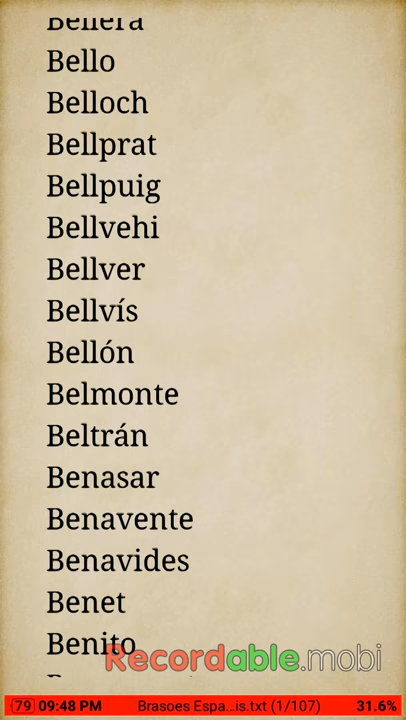 Bellera
Bello
Belloch
Bellprat
Bellpuig
Bellvehi
Bellver
Bellvís
Bellón
Belmonte
Beltrán
Benasar
Benavente
Benavides
Benet
Benito
Recordable.mobi
79 09:48 PM Brasoes Espa...is.txt (1/107) 31.6%